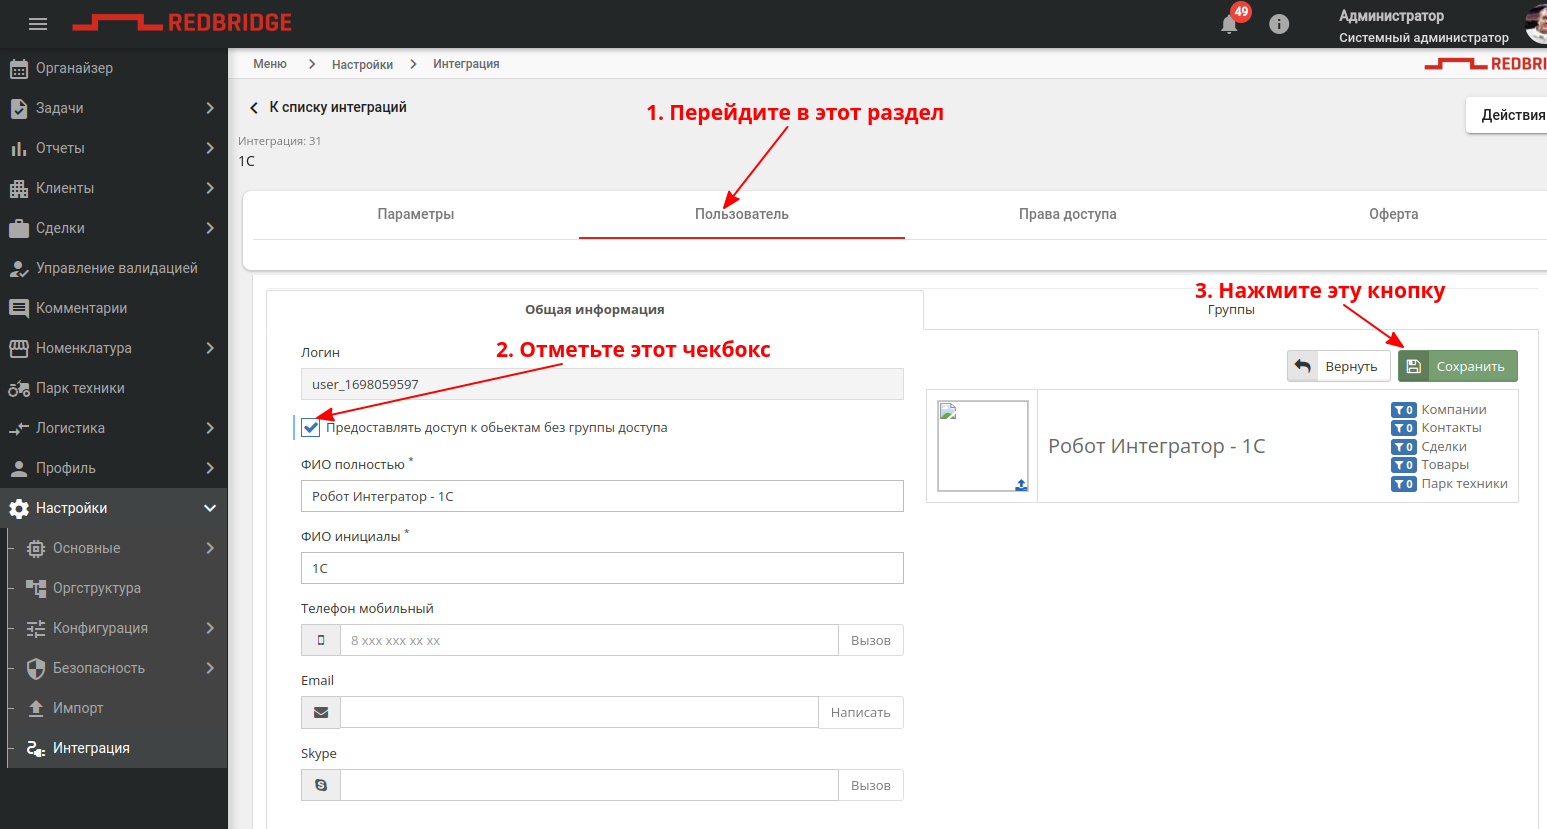 REDBRIDGE
49
Администратор
Системный администратор
Органайзер
Задачи
Отчеты
Клиенты
Сделки
Управление валидацией
Комментарии
Номенклатура
Парк техники
Логистика
Профиль
Настройки
Основные
Оргструктура
Конфигурация
Безопасность
Импорт
Интеграция
Меню
Настройки
Интеграция
REDBRI
К списку интеграций
1. Перейдите в этот раздел
Действия
Интеграция: 31
1С
Параметры
Пользователь
Права доступа
Оферта
3. Нажмите эту кнопку
Общая информация
Группы
2. Отметьте этот чекбокс
Логин
user_1698059597
Предоставлять доступ к обьектам без группы доступа
ФИО полностью *
Робот Интегратор - 1С
ФИО инициалы *
1С
Телефон мобильный
8 xxx xxx xx xx
Вызов
Email
Написать
Skype
Вызов
Вернуть
Сохранить
Робот Интегратор - 1С
0 Компании
0 Контакты
0 Сделки
0 Товары
0 Парк техники